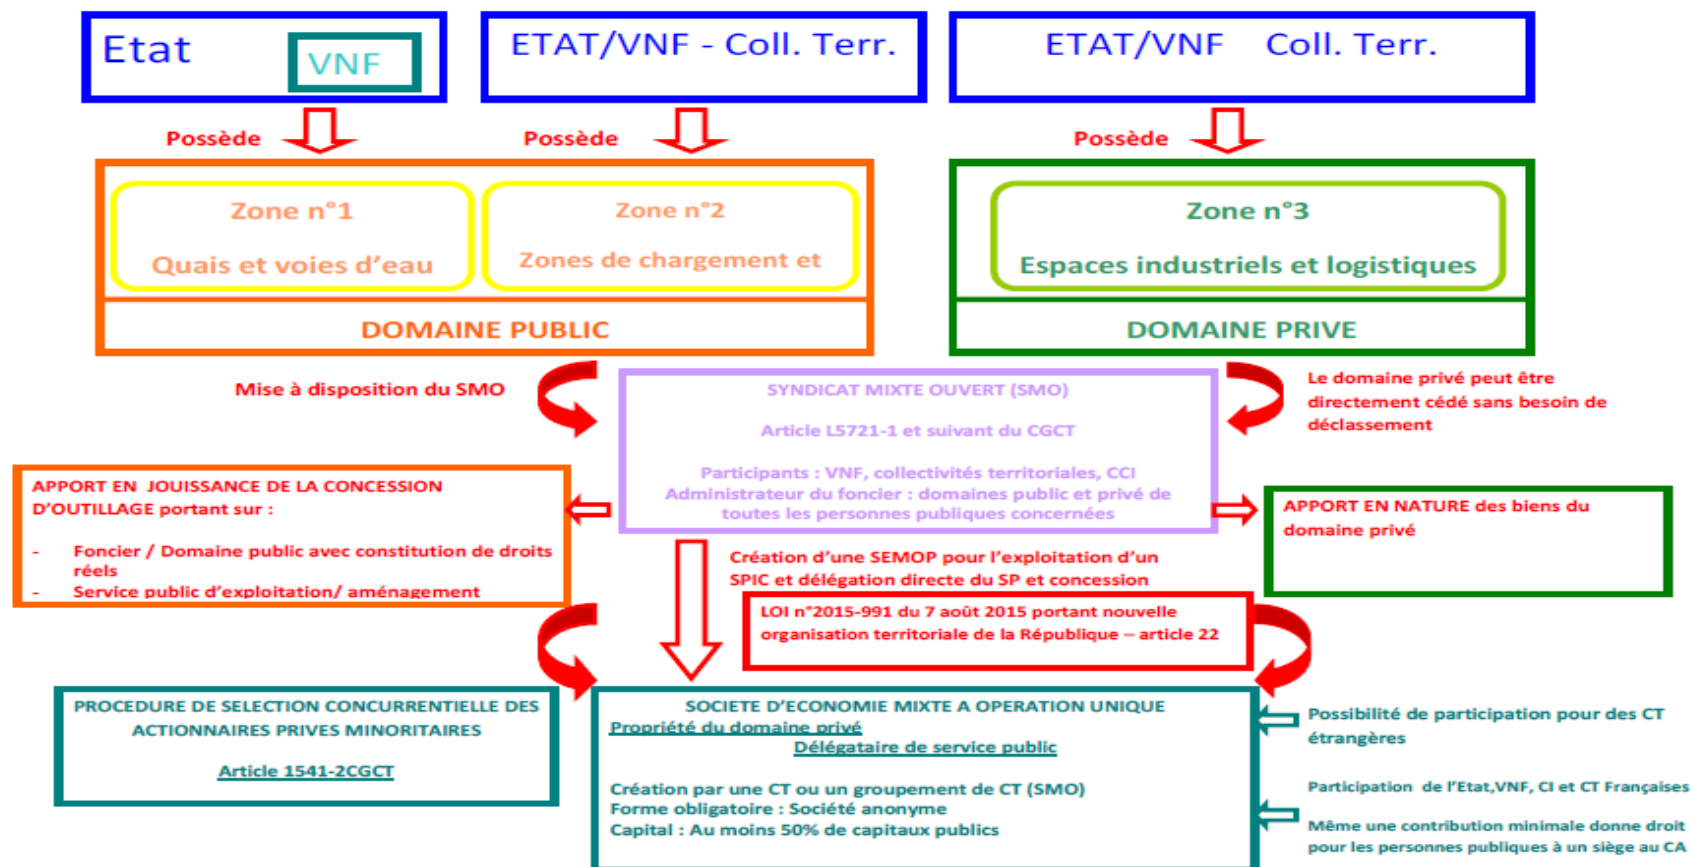 Etat
VNF
ETAT/VNF - Coll. Terr.
ETAT/VNF Coll. Terr.
Possède
Possède
Possède
Zone n°1
Quais et voies d'eau
Zone n°2
Zones de chargement et
Zone n°3
Espaces industriels et logistiques
DOMAINE PUBLIC
DOMAINE PRIVE
Mise à disposition du SMO
SYNDICAT MIXTE OUVERT (SMO)
Article L5721-1 et suivant du CGCT
Participants : VNF, collectivités territoriales, CCI
Administrateur du foncier : domaines public et privé de
toutes les personnes publiques concernées
Le domaine privé peut être
directement cédé sans besoin de
déclassement
APPORT EN JOUISSANCE DE LA CONCESSION
D'OUTILLAGE portant sur :
- Foncier / Domaine public avec constitution de droits
réels
- Service public d'exploitation/ aménagement
APPORT EN NATURE des biens du
domaine privé
Création d'une SEMOP pour l'exploitation d'un
SPIC et délégation directe du SP et concession
LOI n°2015-991 du 7 août 2015 portant nouvelle
organisation territoriale de la République – article 22
PROCEDURE DE SELECTION CONCURRENTIELLE DES
ACTIONNAIRES PRIVES MINORITAIRES
Article 1541-2CGCT
SOCIETE D'ECONOMIE MIXTE A OPERATION UNIQUE
Propriété du domaine privé
Délégataire de service public
Création par une CT ou un groupement de CT (SMO)
Forme obligatoire : Société anonyme
Capital : Au moins 50% de capitaux publics
Possibilité de participation pour des CT
étrangères
Participation de l'Etat,VNF, CI et CT Françaises
Même une contribution minimale donne droit
pour les personnes publiques à un siège au CA